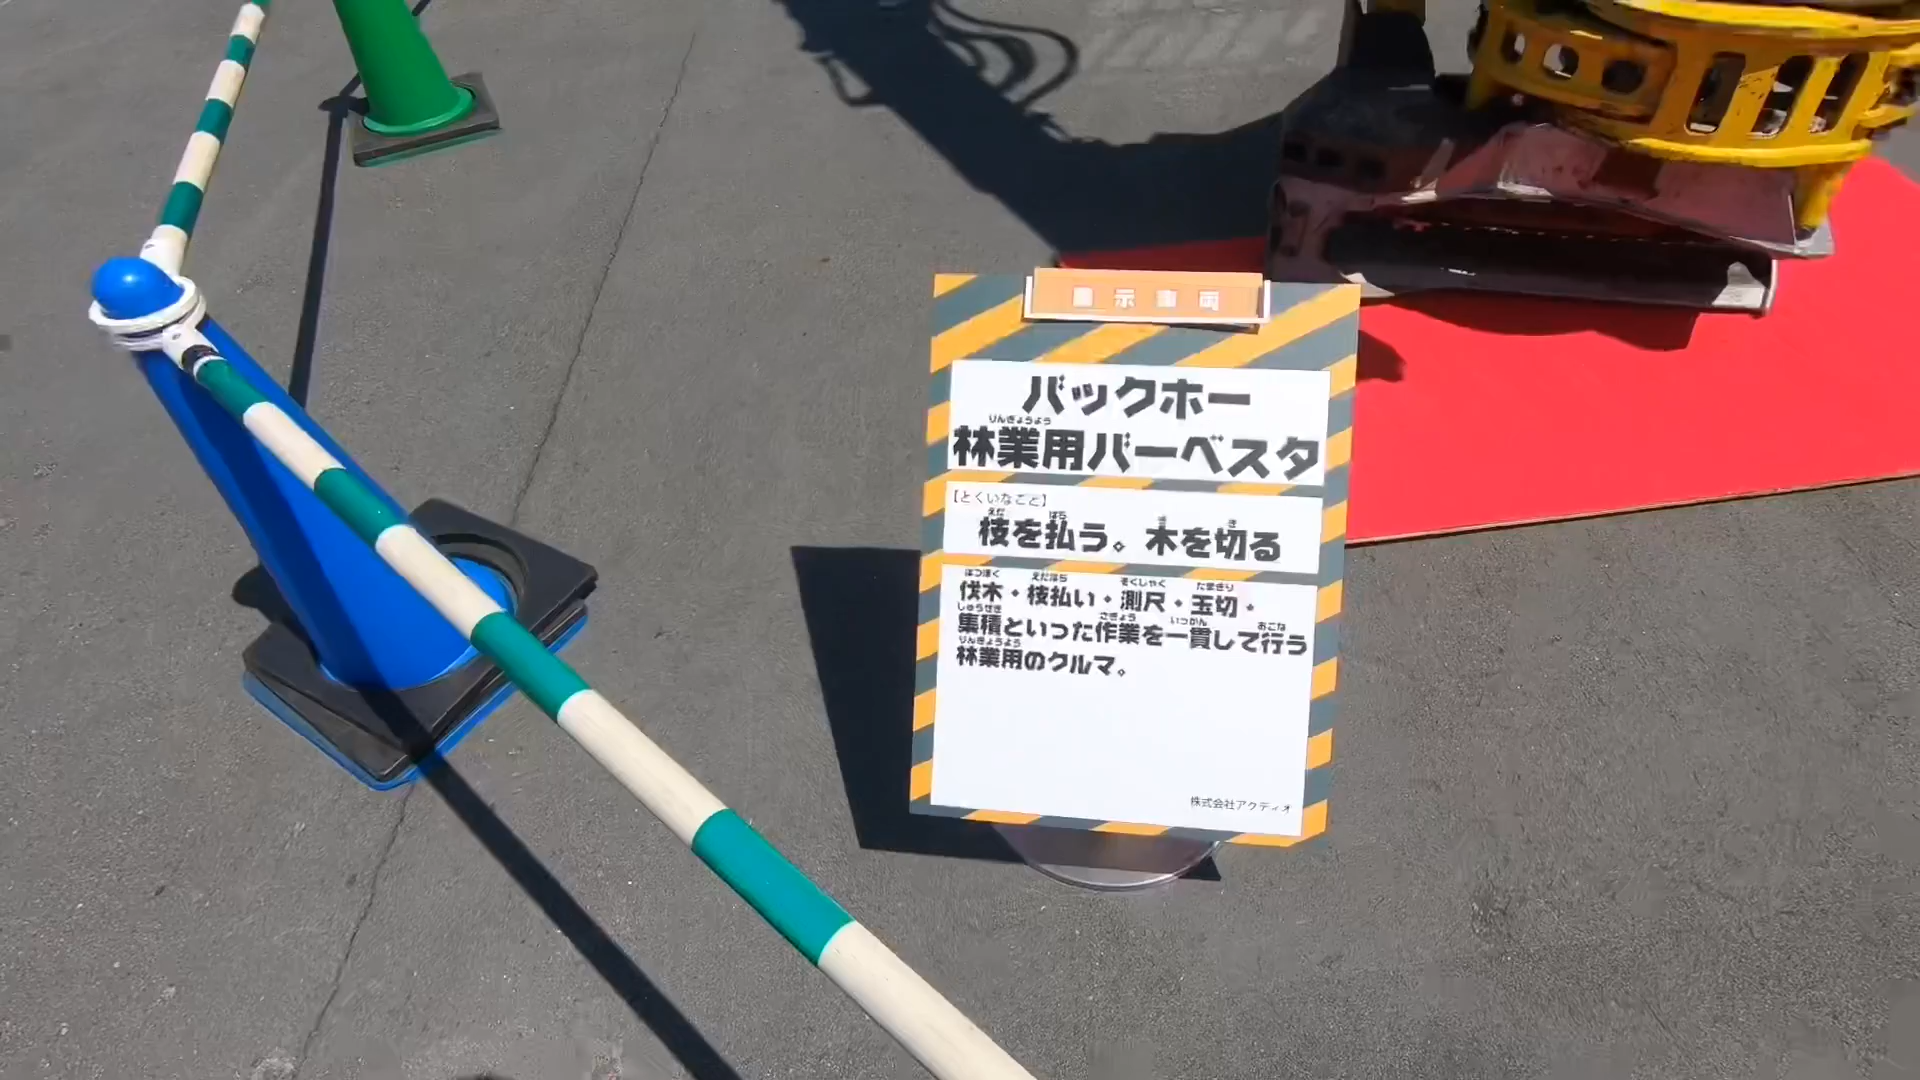 展示車両
バックホー
りんぎょうよう
林業用バーベスタ
【とくいなこと】
えだ ばら き き
枝を払う。木を切る
ばつぼく えだばら そくしゃく たまぎり
伐木・枝払い・測尺・玉切・
しゅうせき さぎょう いっかん おこな
集積といった作業を一貫して行う
りんぎょうよう
林業用のクルマ。
株式会社アクティオ